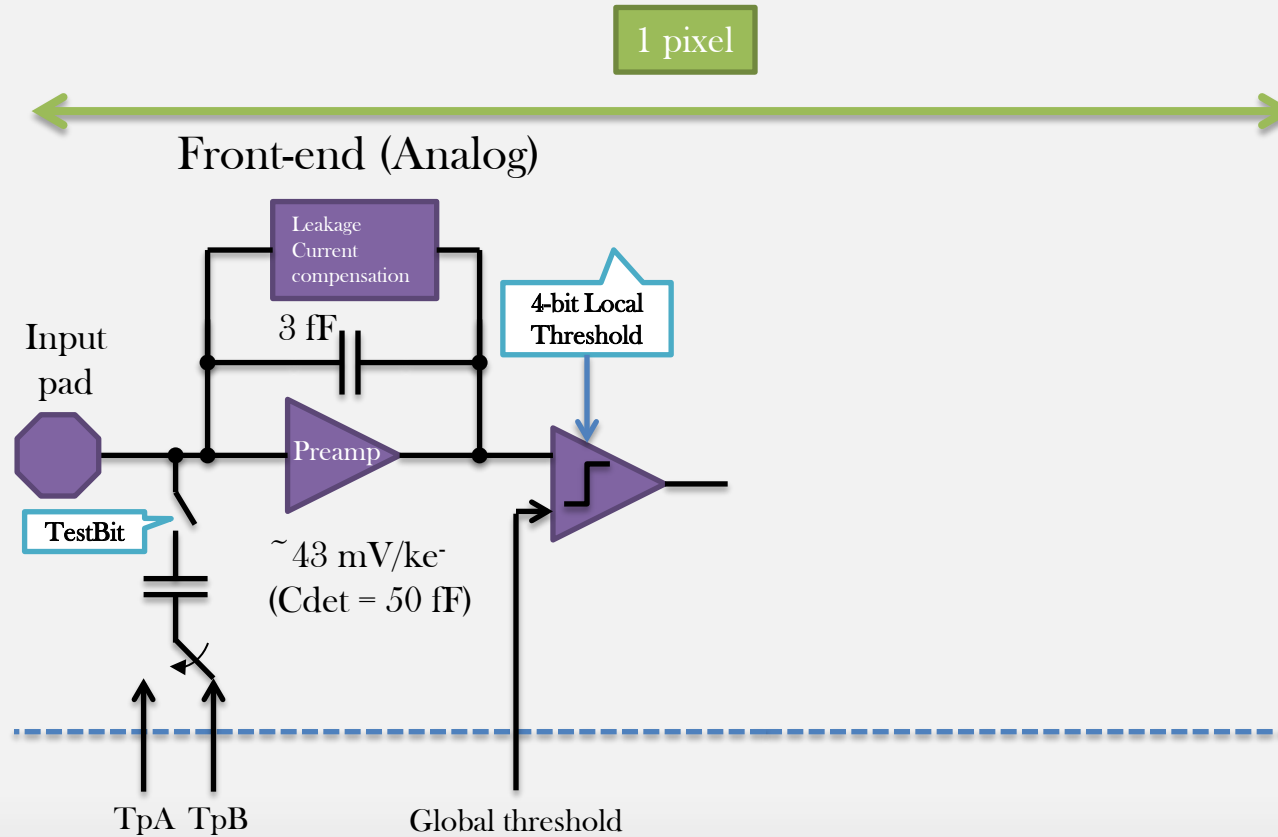 1 pixel
Front-end (Analog)
Leakage
Current
compensation
3 fF
4-bit Local
Threshold
Input
pad
Preamp
TestBit
~43 mV/ke-
(Cdet = 50 fF)
TpA TpB
Global threshold